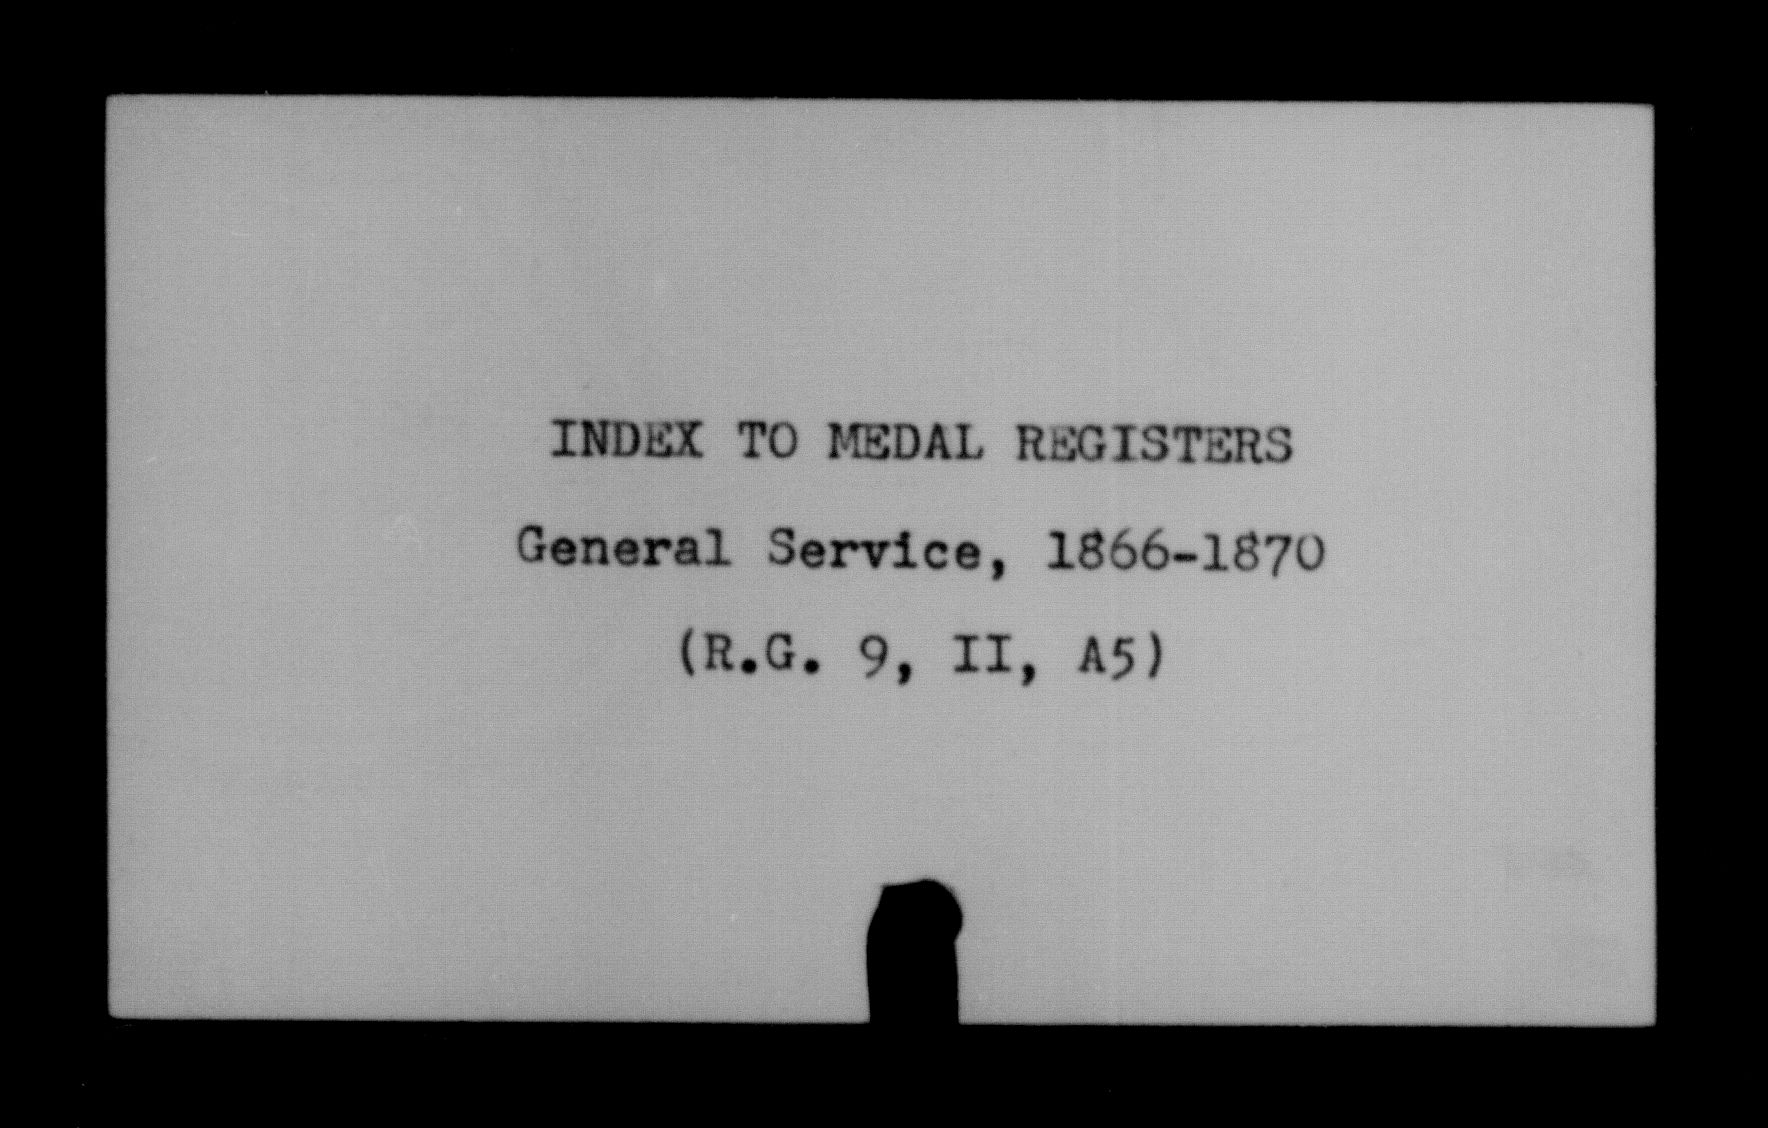 INDEX TO MEDAL REGISTERS
General Service, 1866-1870
(R.G. 9, II, A5)